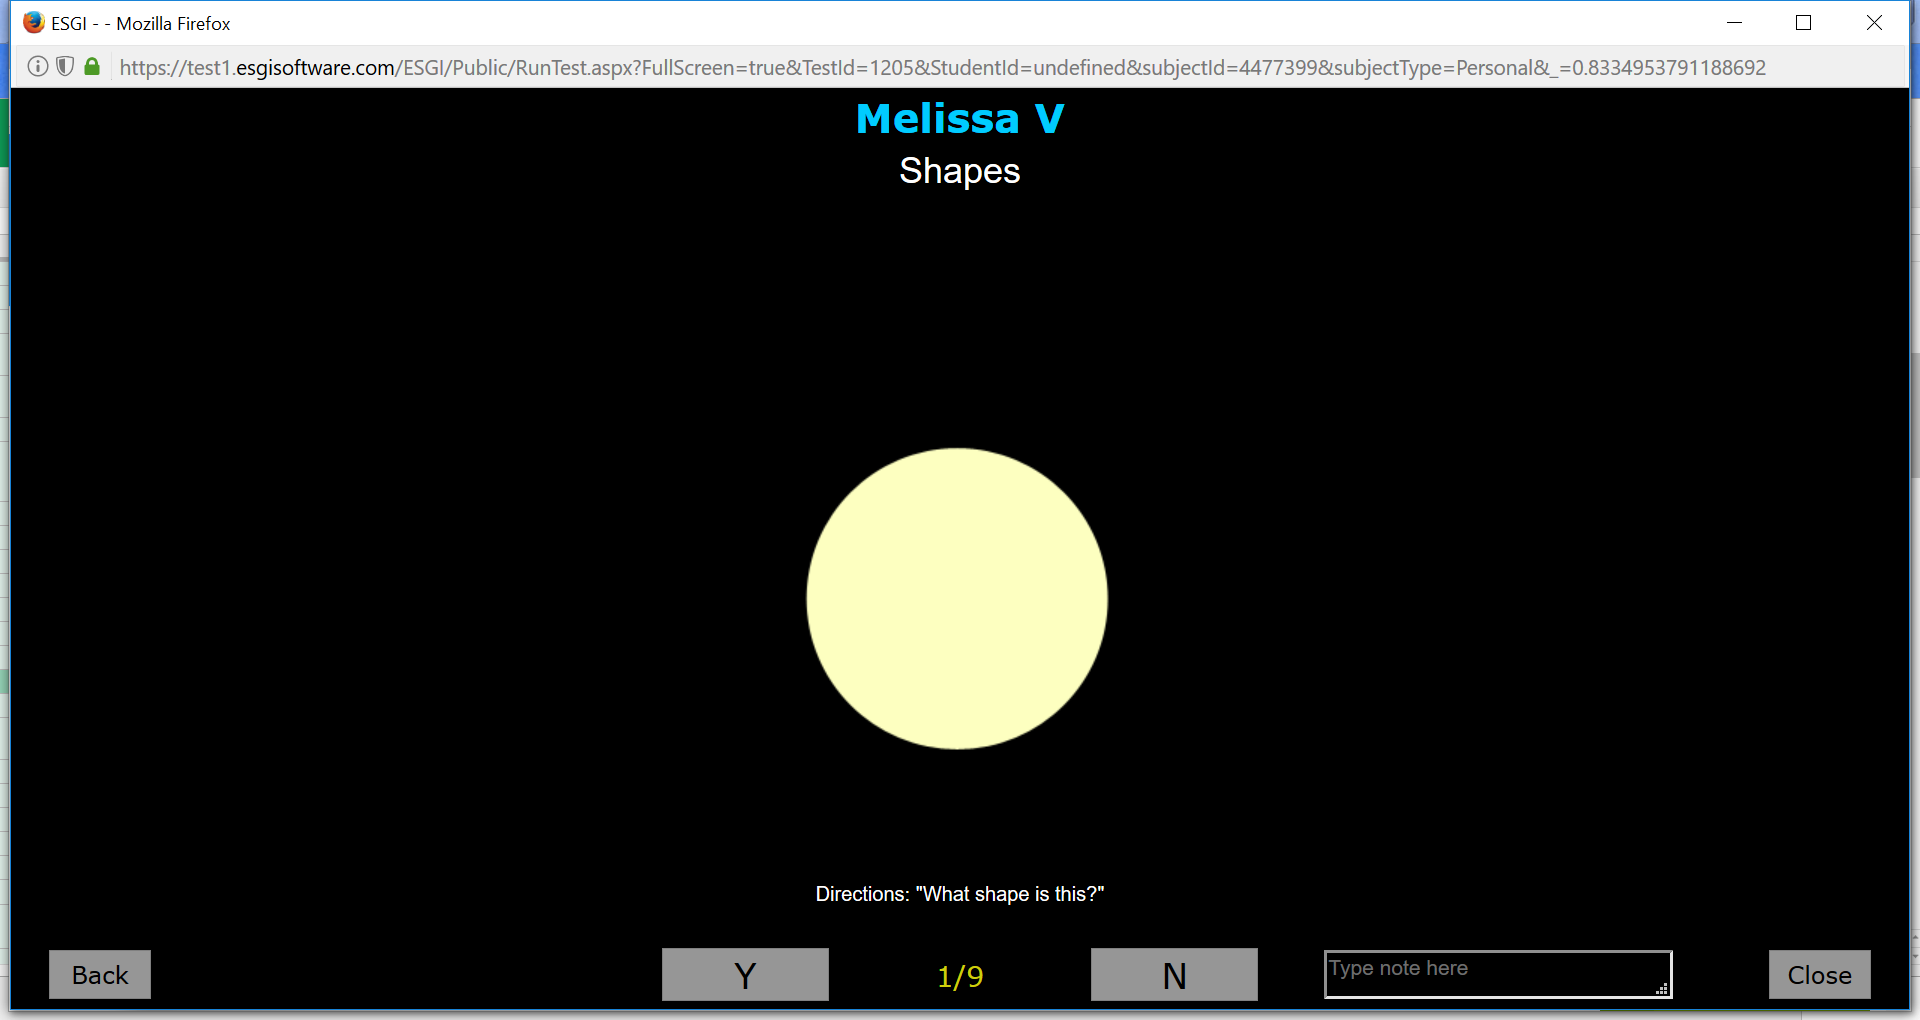 ESGI - - Mozilla Firefox
https://test1.esgisoftware.com/ESGI/Public/RunTest.aspx?FullScreen=true&TestId=1205&StudentId=undefined&subjectId=4477399&subjectType=Personal&_=0.8334953791188692
Melissa V
Shapes
Directions: "What shape is this?"
Back Y 1/9 N Type note here Close